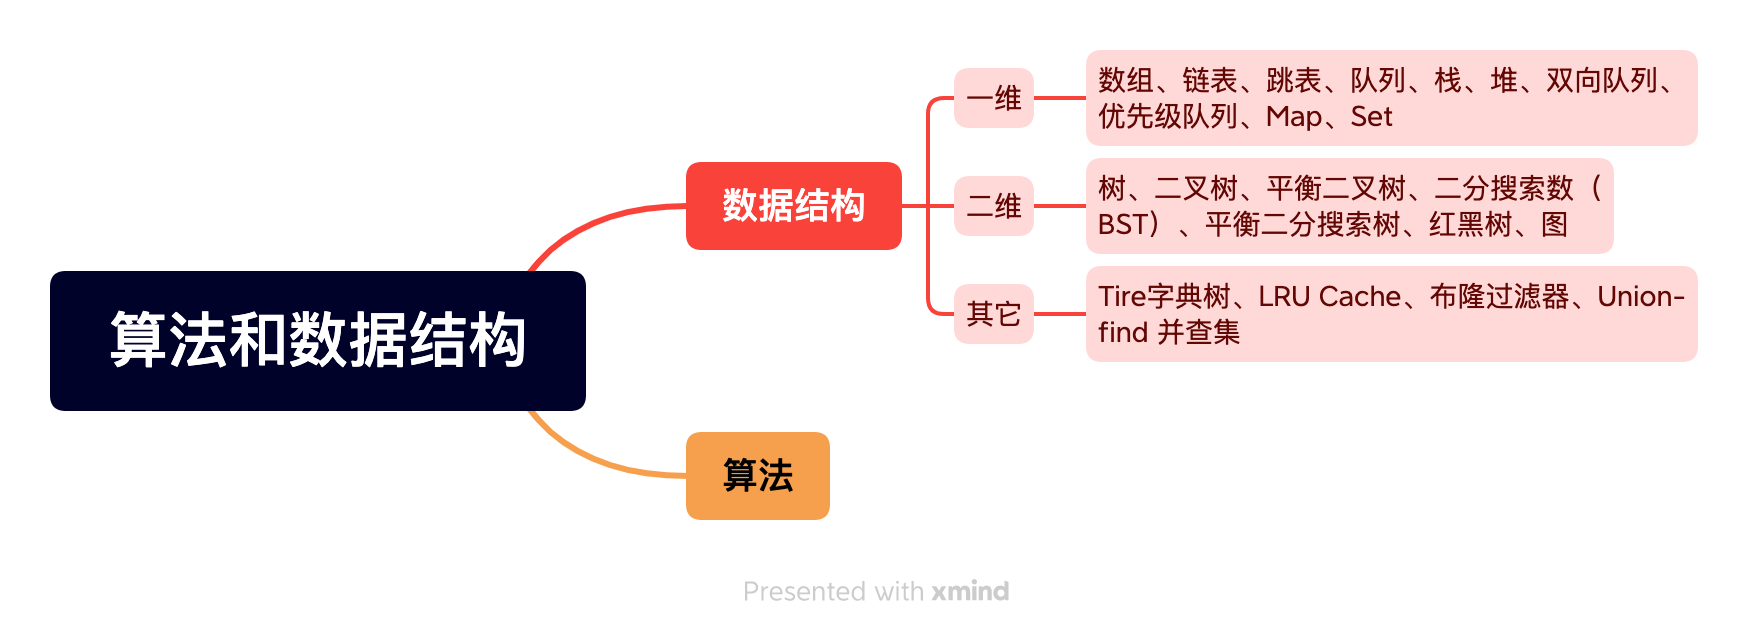 算法和数据结构
数据结构
一维
数组、链表、跳表、队列、栈、堆、双向队列、
优先级队列、Map、Set
二维
树、二叉树、平衡二叉树、二分搜索数（
BST）、平衡二分搜索树、红黑树、图
其它
Tire字典树、LRU Cache、布隆过滤器、Union-
find 并查集
算法
Presented with xmind